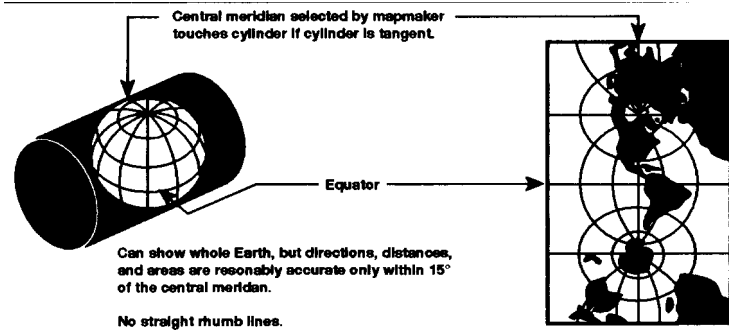 Central meridian selected by mapmaker
touches cylinder if cylinder is tangent.
Equator
Can show whole Earth, but directions, distances,
and areas are resonably accurate only within 15°
of the central meridan.
No straight rhumb lines.